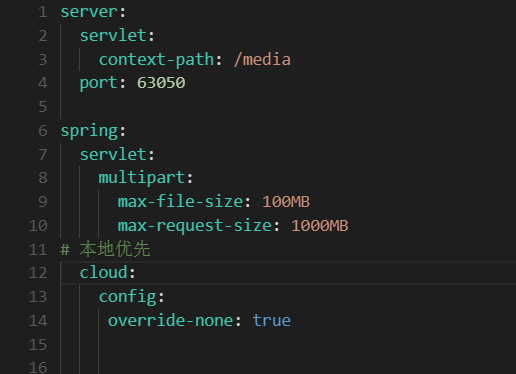 1 server:
2   servlet:
3     context-path: /media
4   port: 63050
5
6 spring:
7   servlet:
8     multipart:
9       max-file-size: 100MB
10       max-request-size: 1000MB
11 # 本地优先
12   cloud:
13     config:
14      override-none: true
15
16